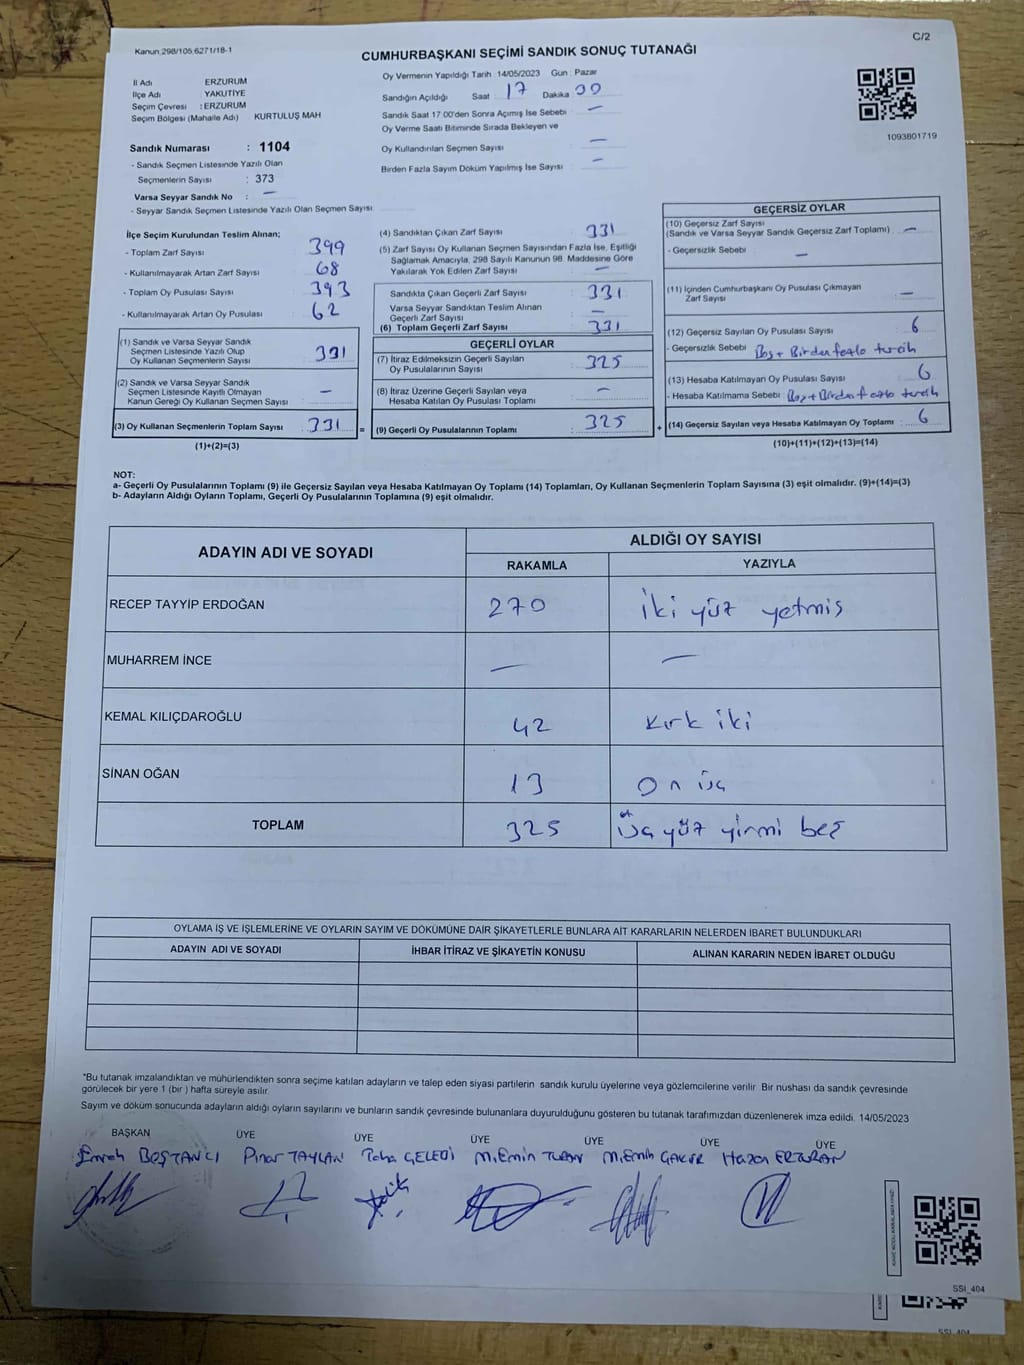 Kanun 298/105,6271/18-1
C/2
CUMHURBAŞKANI SEÇİMİ SANDIK SONUÇ TUTANAĞI
İl Adı ERZURUM
İlçe Adı YAKUTİYE
Seçim Çevresi : ERZURUM
Seçim Bölgesi (Mahalle Adı) KURTULUŞ MAH
Sandık Numarası : 1104
- Sandık Seçmen Listesinde Yazılı Olan
Seçmenlerin Sayısı : 373
Varsa Seyyar Sandık No : —
- Seyyar Sandık Seçmen Listesinde Yazılı Olan Seçmen Sayısı
Oy Vermenin Yapıldığı Tarih : 14/05/2023 Gün : Pazar
Sandığın Açıldığı Saat : 17 Dakika : 00
Sandık Saat 17.00'den Sonra Açımış İse Sebebi : —
Oy Verme Saatı Bitiminde Sırada Bekleyen ve
Oy Kullandırılan Seçmen Sayısı : —
Birden Fazla Sayım Döküm Yapılmış İse Sayısı : —
1093801719
İlçe Seçim Kurulundan Teslim Alınan;
- Toplam Zarf Sayısı : 399
- Kullanılmayarak Artan Zarf Sayısı : 68
- Toplam Oy Pusulası Sayısı : 393
- Kullanılmayarak Artan Oy Pusulası : 62
(1) Sandık ve Varsa Seyyar Sandık
Seçmen Listesinde Yazılı Olup
Oy Kullanan Seçmenlerin Sayısı : 331
(2) Sandık ve Varsa Seyyar Sandık
Seçmen Listesinde Kayıtlı Olmayan
Kanun Gereği Oy Kullanan Seçmen Sayısı : —
(3) Oy Kullanan Seçmenlerin Toplam Sayısı : 331 =
(1)+(2)=(3)
(4) Sandıktan Çıkan Zarf Sayısı : 331
(5) Zarf Sayısı Oy Kullanan Seçmen Sayısından Fazla İse, Eşitliği
Sağlamak Amacıyla, 298 Sayılı Kanunun 98. Maddesine Göre
Yakılarak Yok Edilen Zarf Sayısı : —
Sandıkta Çıkan Geçerli Zarf Sayısı : 331
Varsa Seyyar Sandıktan Teslim Alınan
Geçerli Zarf Sayısı : —
(6) Toplam Geçerli Zarf Sayısı : 331
GEÇERLİ OYLAR
(7) İtiraz Edilmeksizin Geçerli Sayılan
Oy Pusulalarının Sayısı : 325
(8) İtiraz Üzerine Geçerli Sayılan veya
Hesaba Katılan Oy Pusulası Toplamı : —
(9) Geçerli Oy Pusulalarının Toplamı : 325 +
GEÇERSİZ OYLAR
(10) Geçersiz Zarf Sayısı
(Sandık ve Varsa Seyyar Sandık Geçersiz Zarf Toplamı) : —
- Geçersizlik Sebebi : —
(11) İçinden Cumhurbaşkanı Oy Pusulası Çıkmayan
Zarf Sayısı : —
(12) Geçersiz Sayılan Oy Pusulası Sayısı : 6
- Geçersizlik Sebebi : Boş + Birden fazla tercih
(13) Hesaba Katılmayan Oy Pusulası Sayısı : 6
- Hesaba Katılmama Sebebi : Boş + Birden fazla tercih
(14) Geçersiz Sayılan veya Hesaba Katılmayan Oy Toplamı : 6
(10)+(11)+(12)+(13)=(14)
NOT:
a- Geçerli Oy Pusulalarının Toplamı (9) ile Geçersiz Sayılan veya Hesaba Katılmayan Oy Toplamı (14) Toplamları, Oy Kullanan Seçmenlerin Toplam Sayısına (3) eşit olmalıdır. (9)+(14)=(3)
b- Adayların Aldığı Oyların Toplamı, Geçerli Oy Pusulalarının Toplamına (9) eşit olmalıdır.
ADAYIN ADI VE SOYADI ALDIĞI OY SAYISI
RAKAMLA YAZIYLA
RECEP TAYYİP ERDOĞAN 270 iki yüz yetmis
MUHARREM İNCE — —
KEMAL KILIÇDAROĞLU 42 Kırk iki
SİNAN OĞAN 13 On üç
TOPLAM 325 Üç yüz yirmi beş
OYLAMA İŞ VE İŞLEMLERİNE VE OYLARIN SAYIM VE DÖKÜMÜNE DAİR ŞİKAYETLERLE BUNLARA AİT KARARLARIN NELERDEN İBARET BULUNDUKLARI
ADAYIN ADI VE SOYADI İHBAR İTİRAZ VE ŞİKAYETİN KONUSU ALINAN KARARIN NEDEN İBARET OLDUĞU
*Bu tutanak imzalandıktan ve mühürlendikten sonra seçime katılan adayların ve talep eden siyasi partilerin sandık kurulu üyelerine veya gözlemcilerine verilir. Bir nushası da sandık çevresinde
görülecek bir yere 1 (bir ) hafta süreyle asılır.
Sayım ve döküm sonucunda adayların aldığı oyların sayılarını ve bunların sandık çevresinde bulunanlara duyurulduğunu gösteren bu tutanak tarafımızdan düzenlenerek imza edildi. 14/05/2023
BAŞKAN ÜYE ÜYE ÜYE ÜYE ÜYE ÜYE
Emrah BOSTANCI Pınar TAYLAN Taha GELEDİ M.Emin TURAN M.Emin ÇAKIR Hazan ERTURAN
SSI_404
SSI_404